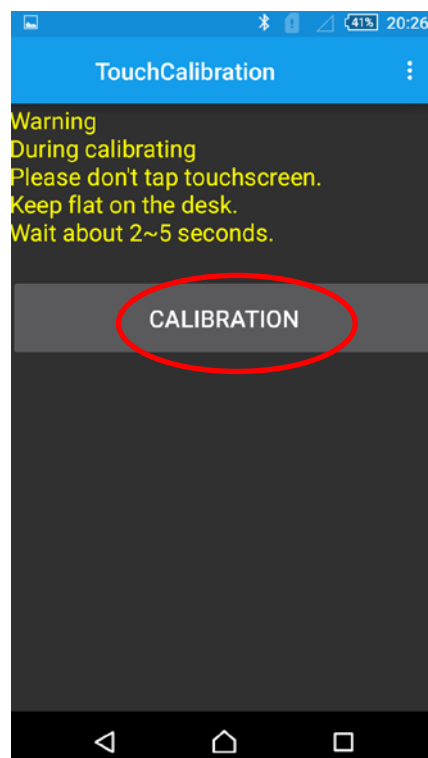 41% 20:26
TouchCalibration
Warning
During calibrating
Please don't tap touchscreen.
Keep flat on the desk.
Wait about 2~5 seconds.
CALIBRATION